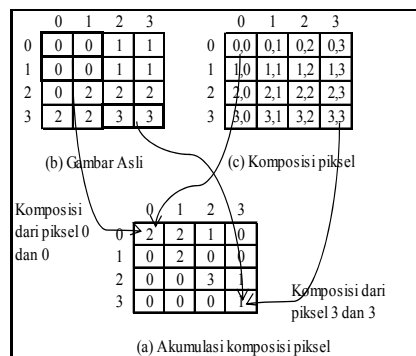 0 1 2 3
0 0 0 1 1
1 0 0 1 1
2 0 2 2 2
3 2 2 3 3
(b) Gambar Asli
0 1 2 3
0 0,0 0,1 0,2 0,3
1 1,0 1,1 1,2 1,3
2 2,0 2,1 2,2 2,3
3 3,0 3,1 3,2 3,3
(c) Komposisi piksel
Komposisi
dari piksel 0
dan 0
0 1 2 3
0 2 2 1 0
1 0 2 0 0
2 0 0 3 1
3 0 0 0 1
Komposisi dari
piksel 3 dan 3
(a) Akumulasi komposisi piksel